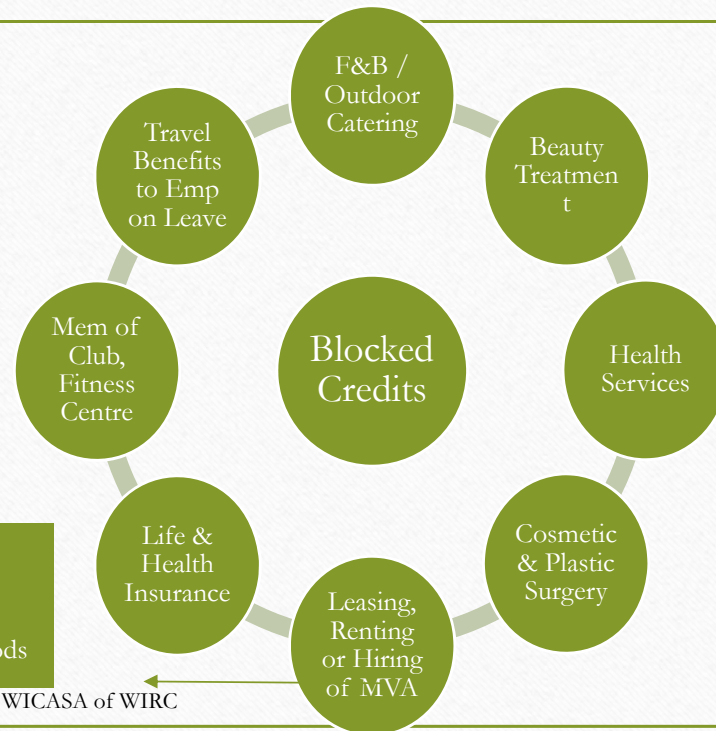 F&B /
Outdoor
Catering
Beauty
Treatmen
t
Health
Services
Cosmetic
& Plastic
Surgery
Leasing,
Renting
or Hiring
of MVA
Life &
Health
Insurance
Mem of
Club,
Fitness
Centre
Travel
Benefits
to Emp
on Leave
Blocked
Credits
WICASA of WIRC